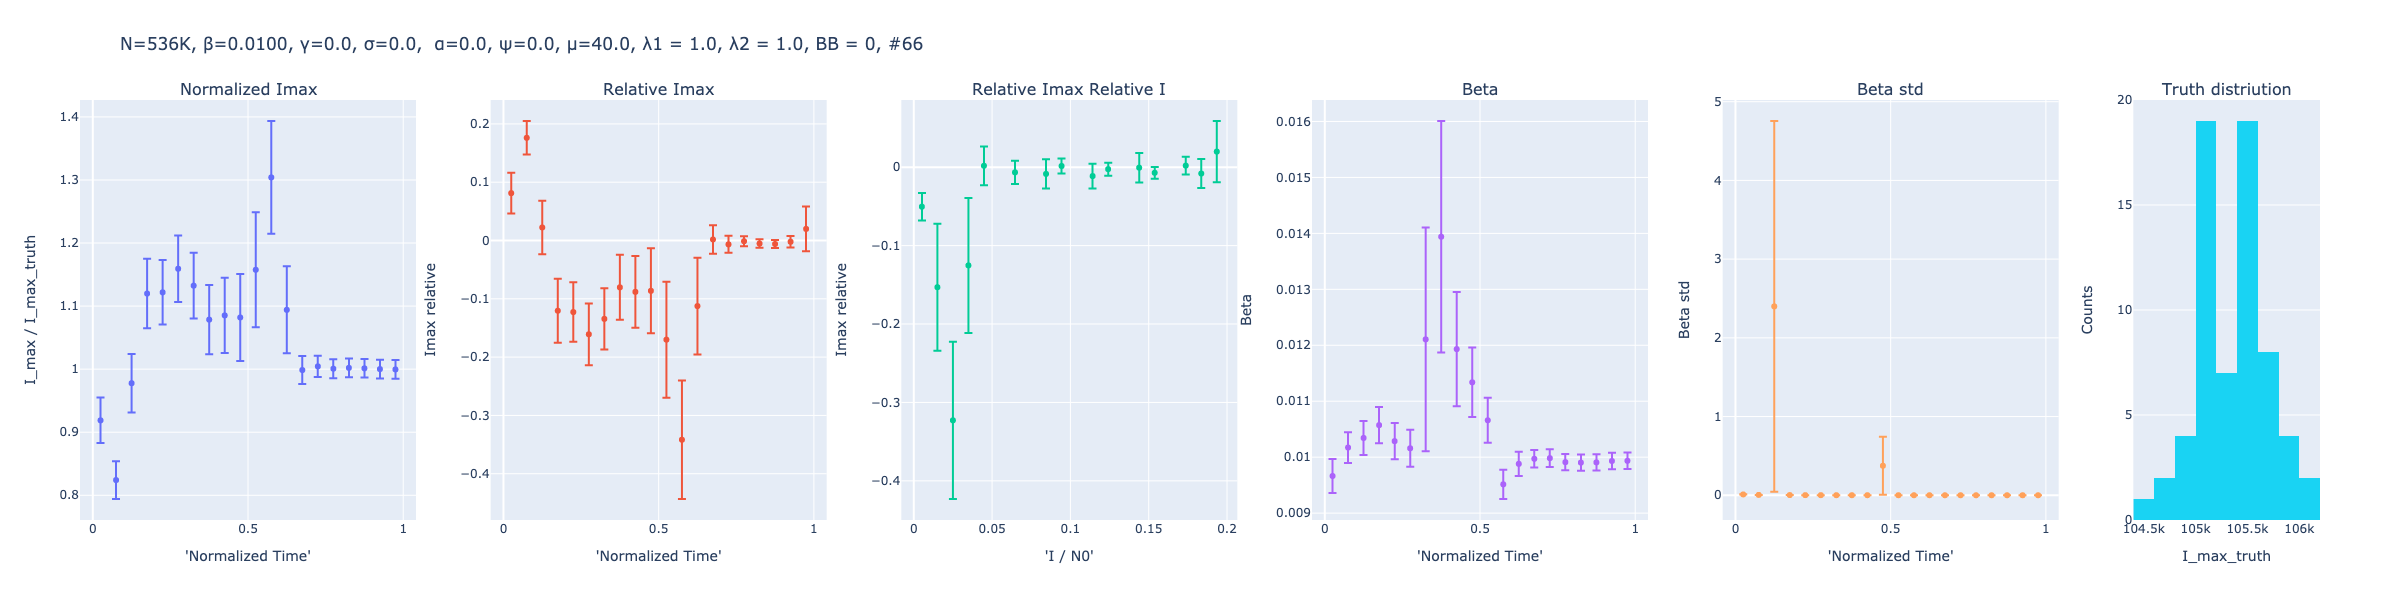 N=536K, β=0.0100, γ=0.0, σ=0.0,  α=0.0, ψ=0.0, μ=40.0, λ1 = 1.0, λ2 = 1.0, BB = 0, #66
Normalized Imax
I_max / I_max_truth
1.4
1.3
1.2
1.1
1
0.9
0.8
0
0.5
1
'Normalized Time'
Relative Imax
Imax relative
0.2
0.1
0
−0.1
−0.2
−0.3
−0.4
0
0.5
1
'Normalized Time'
Relative Imax Relative I
Imax relative
0
−0.1
−0.2
−0.3
−0.4
0
0.05
0.1
0.15
0.2
'I / N0'
Beta
Beta
0.016
0.015
0.014
0.013
0.012
0.011
0.01
0.009
0
0.5
1
'Normalized Time'
Beta std
Beta std
5
4
3
2
1
0
0
0.5
1
'Normalized Time'
Truth distriution
Counts
20
15
10
5
0
104.5k
105k
105.5k
106k
I_max_truth